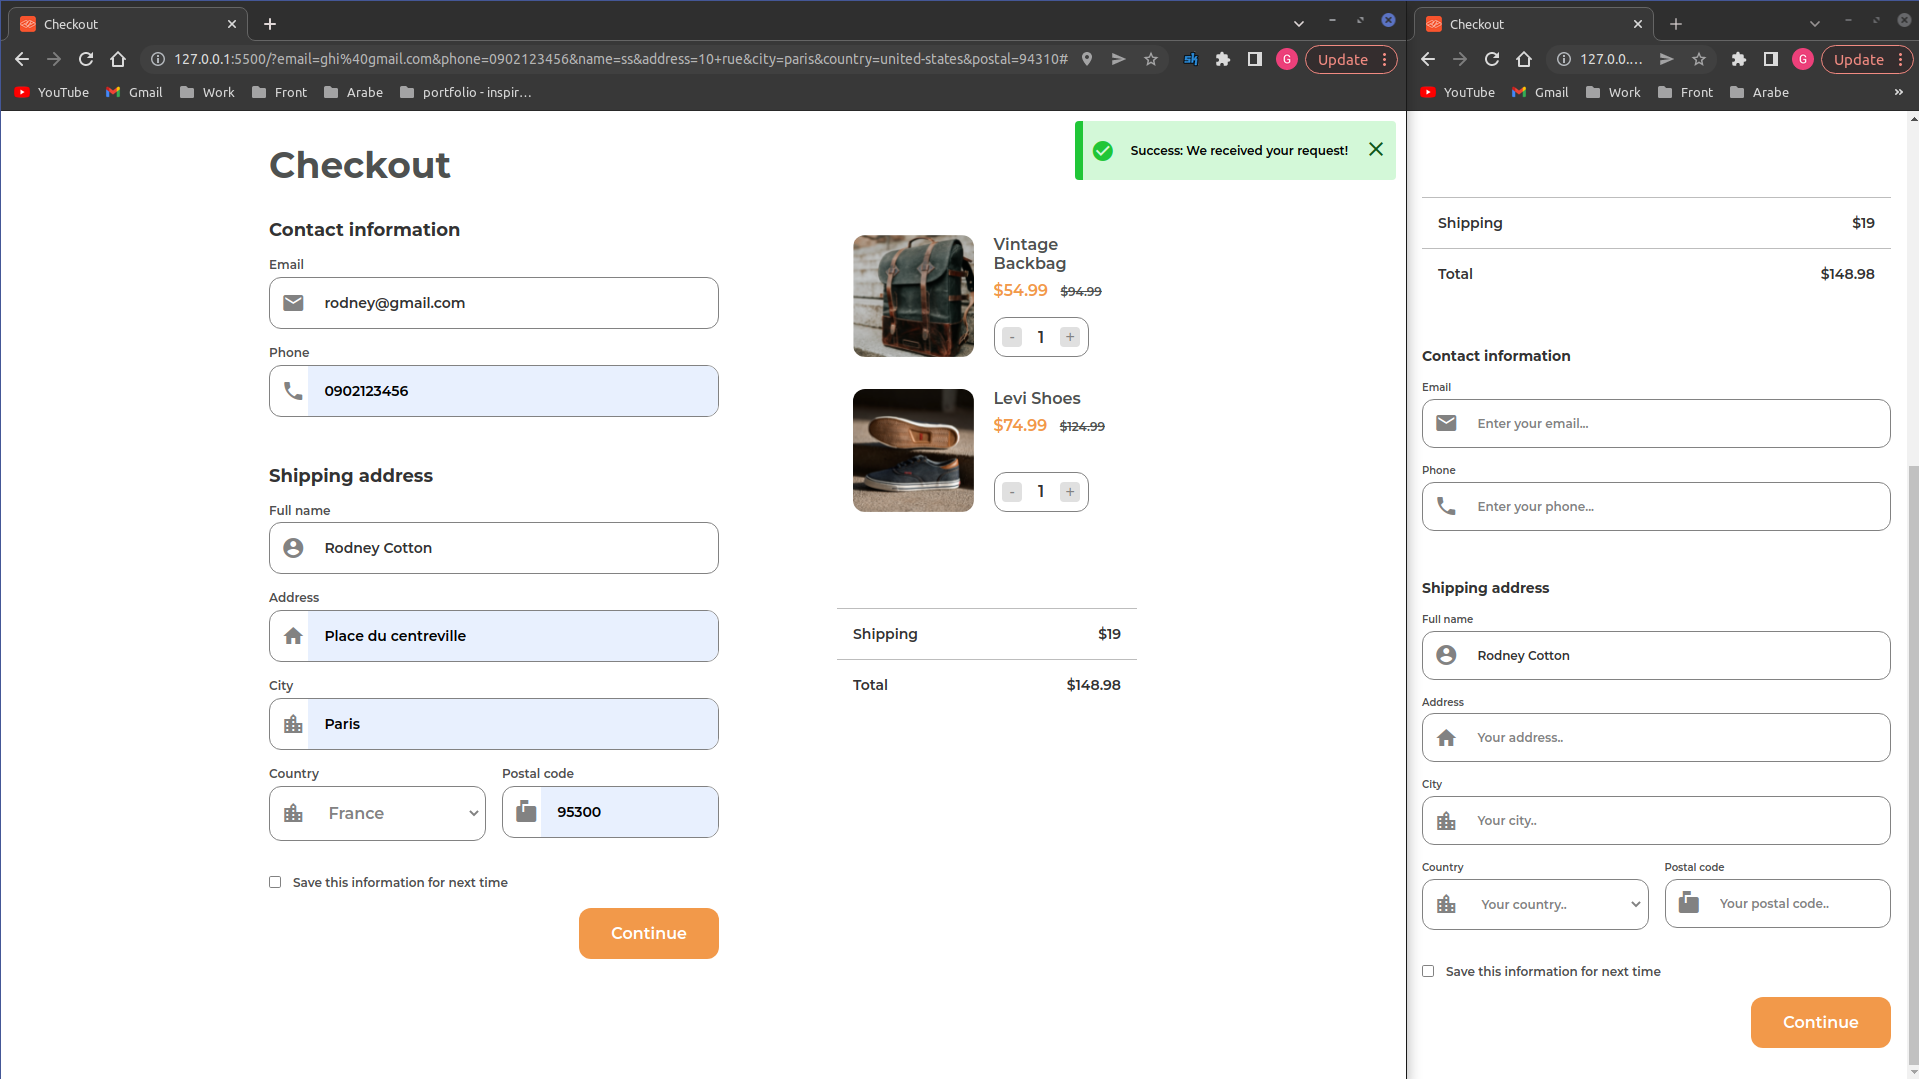 Checkout
127.0.0.1:5500/?email=ghi%40gmail.com&phone=0902123456&name=ss&address=10+rue&city=paris&country=united-states&postal=94310#
sk
G
Update
YouTube
Gmail
Work
Front
Arabe
portfolio - inspir...
Checkout
Success: We received your request!
Contact information
Email
rodney@gmail.com
Phone
0902123456
Shipping address
Full name
Rodney Cotton
Address
Place du centreville
City
Paris
Country
Postal code
France
95300
Save this information for next time
Continue
Vintage
Backbag
$54.99 $94.99
- 1 +
Levi Shoes
$74.99 $124.99
- 1 +
Shipping $19
Total $148.98
Checkout
127.0.0....
G
Update
YouTube
Gmail
Work
Front
Arabe
»
Shipping $19
Total $148.98
Contact information
Email
Enter your email...
Phone
Enter your phone...
Shipping address
Full name
Rodney Cotton
Address
Your address..
City
Your city..
Country
Postal code
Your country..
Your postal code..
Save this information for next time
Continue